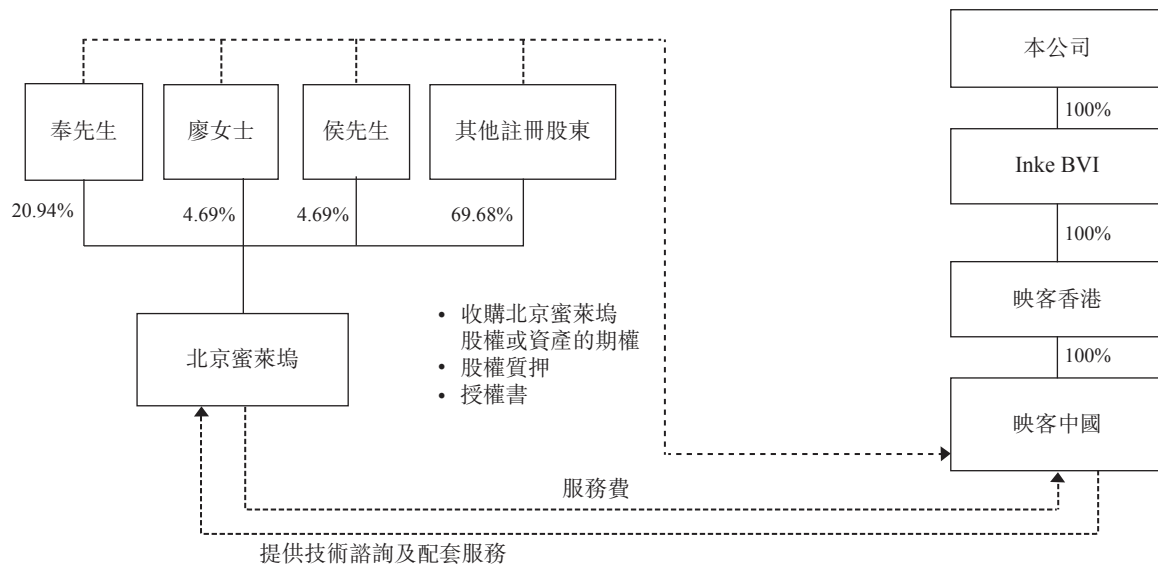 本公司
100%
奉先生
廖女士
侯先生
其他註冊股東
Inke BVI
20.94%
4.69%
4.69%
69.68%
100%
映客香港
• 收購北京蜜萊塢
股權或資產的期權
• 股權質押
• 授權書
北京蜜萊塢
100%
映客中國
服務費
提供技術諮詢及配套服務